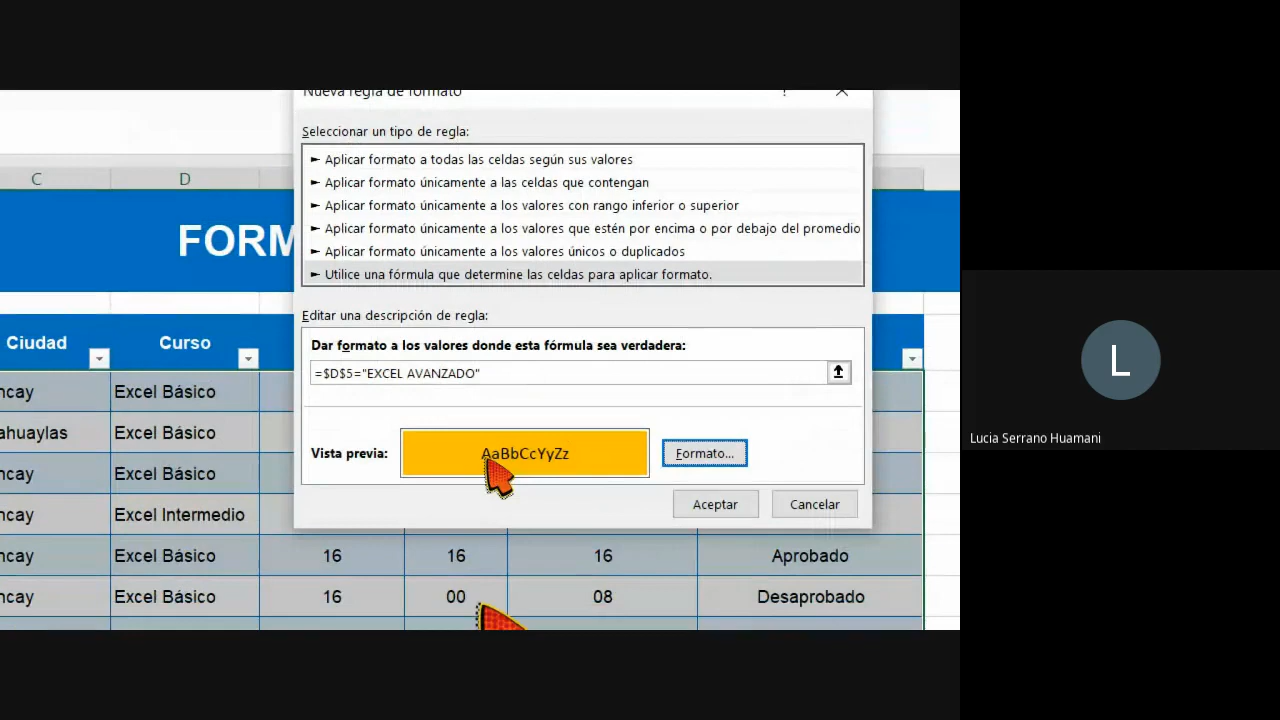 Nueva regla de formato
?
Seleccionar un tipo de regla:
► Aplicar formato a todas las celdas según sus valores
► Aplicar formato únicamente a las celdas que contengan
► Aplicar formato únicamente a los valores con rango inferior o superior
► Aplicar formato únicamente a los valores que estén por encima o por debajo del promedio
► Aplicar formato únicamente a los valores únicos o duplicados
► Utilice una fórmula que determine las celdas para aplicar formato.
Editar una descripción de regla:
Dar formato a los valores donde esta fórmula sea verdadera:
=$D$5="EXCEL AVANZADO"
Vista previa:
AaBbCcYyZz
Formato...
Aceptar
Cancelar
C D
FORM
Ciudad Curso
ncay Excel Básico
ahuaylas Excel Básico
ncay Excel Básico
ncay Excel Intermedio
ncay Excel Básico 16 16 16 Aprobado
ncay Excel Básico 16 00 08 Desaprobado
L
Lucia Serrano Huamani